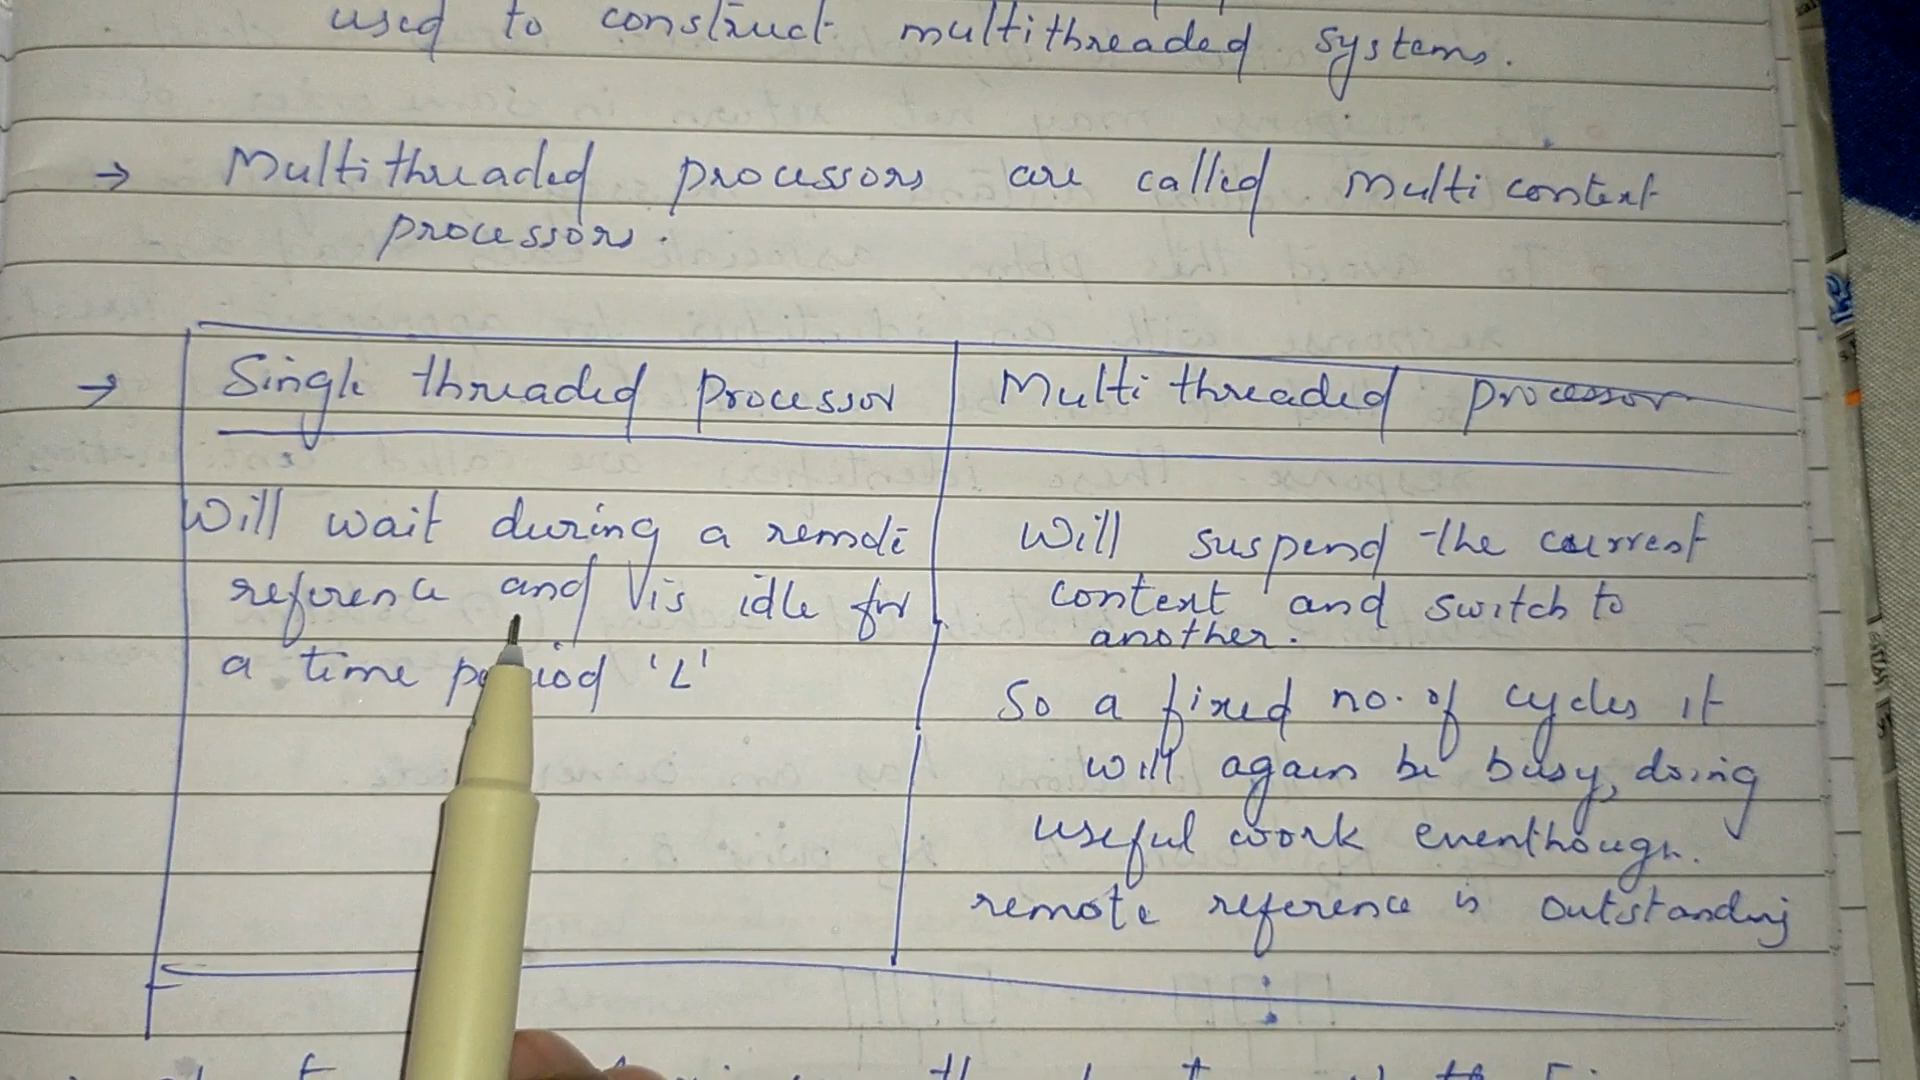 used to construct multithreaded systems.
→ Multithreaded processors are called multi context
processors.
→ Single threaded Processor
Will wait during a remote
reference and is idle for
a time period 'L'
Multi threaded processor
Will suspend the current
context and switch to
another.
So a fixed no. of cycles it
will again be busy, doing
useful work eventhough.
remote reference is outstanding